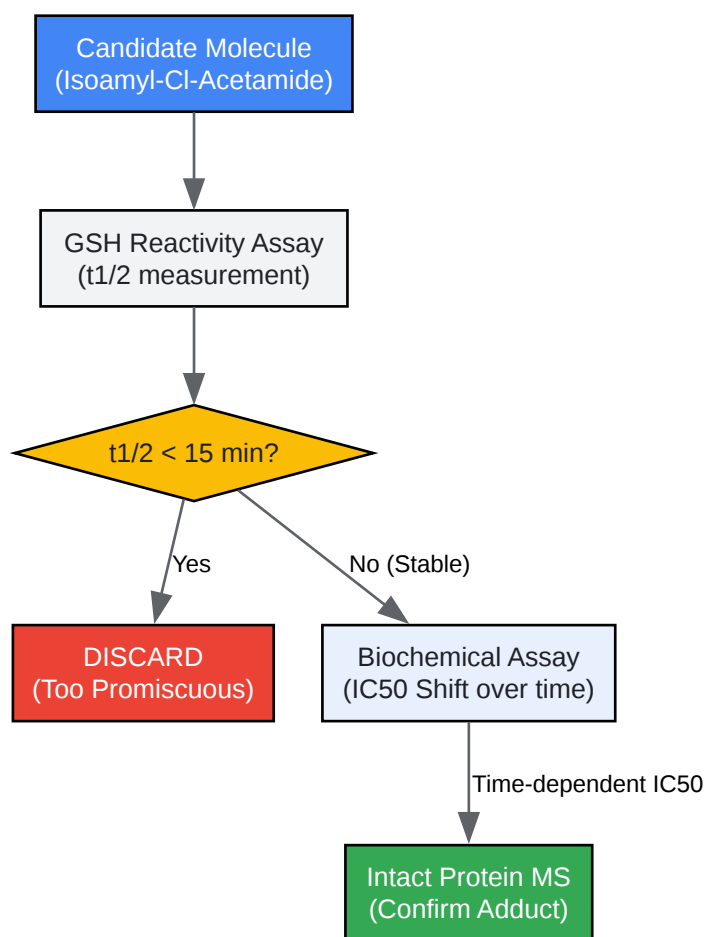 Candidate Molecule
(Isoamyl-Cl-Acetamide)
GSH Reactivity Assay
(t1/2 measurement)
t1/2 < 15 min?
Yes
No (Stable)
DISCARD
(Too Promiscuous)
Biochemical Assay
(IC50 Shift over time)
Time-dependent IC50
Intact Protein MS
(Confirm Adduct)